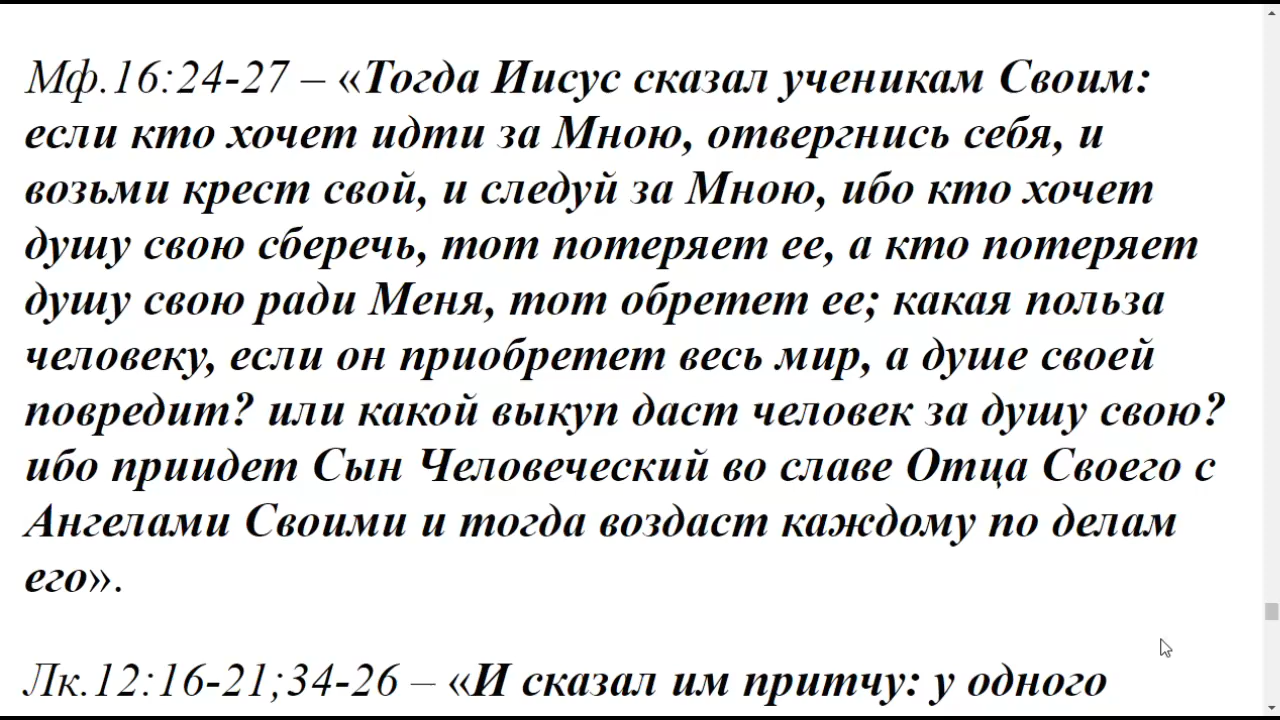 Мф.16:24-27 – «Тогда Иисус сказал ученикам Своим:
если кто хочет идти за Мною, отвергнись себя, и
возьми крест свой, и следуй за Мною, ибо кто хочет
душу свою сберечь, тот потеряет ее, а кто потеряет
душу свою ради Меня, тот обретет ее; какая польза
человеку, если он приобретет весь мир, а душе своей
повредит? или какой выкуп даст человек за душу свою?
ибо приидет Сын Человеческий во славе Отца Своего с
Ангелами Своими и тогда воздаст каждому по делам
его».
Лк.12:16-21;34-26 – «И сказал им притчу: у одного